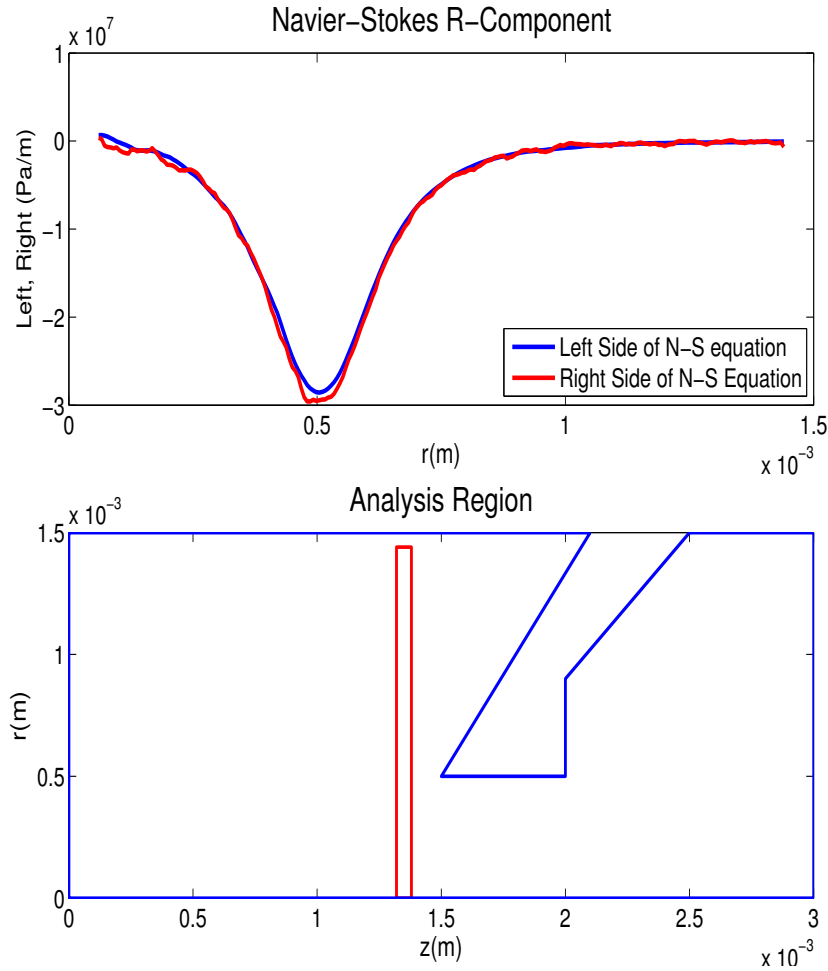 Navier−Stokes R−Component
x 10⁷
1
0
−1
−2
−3
Left, Right (Pa/m)
Left Side of N−S equation
Right Side of N−S Equation
0
0.5
1
1.5
r(m)
x 10⁻³
Analysis Region
x 10⁻³
1.5
1
0.5
0
r(m)
0
0.5
1
1.5
2
2.5
3
z(m)
x 10⁻³